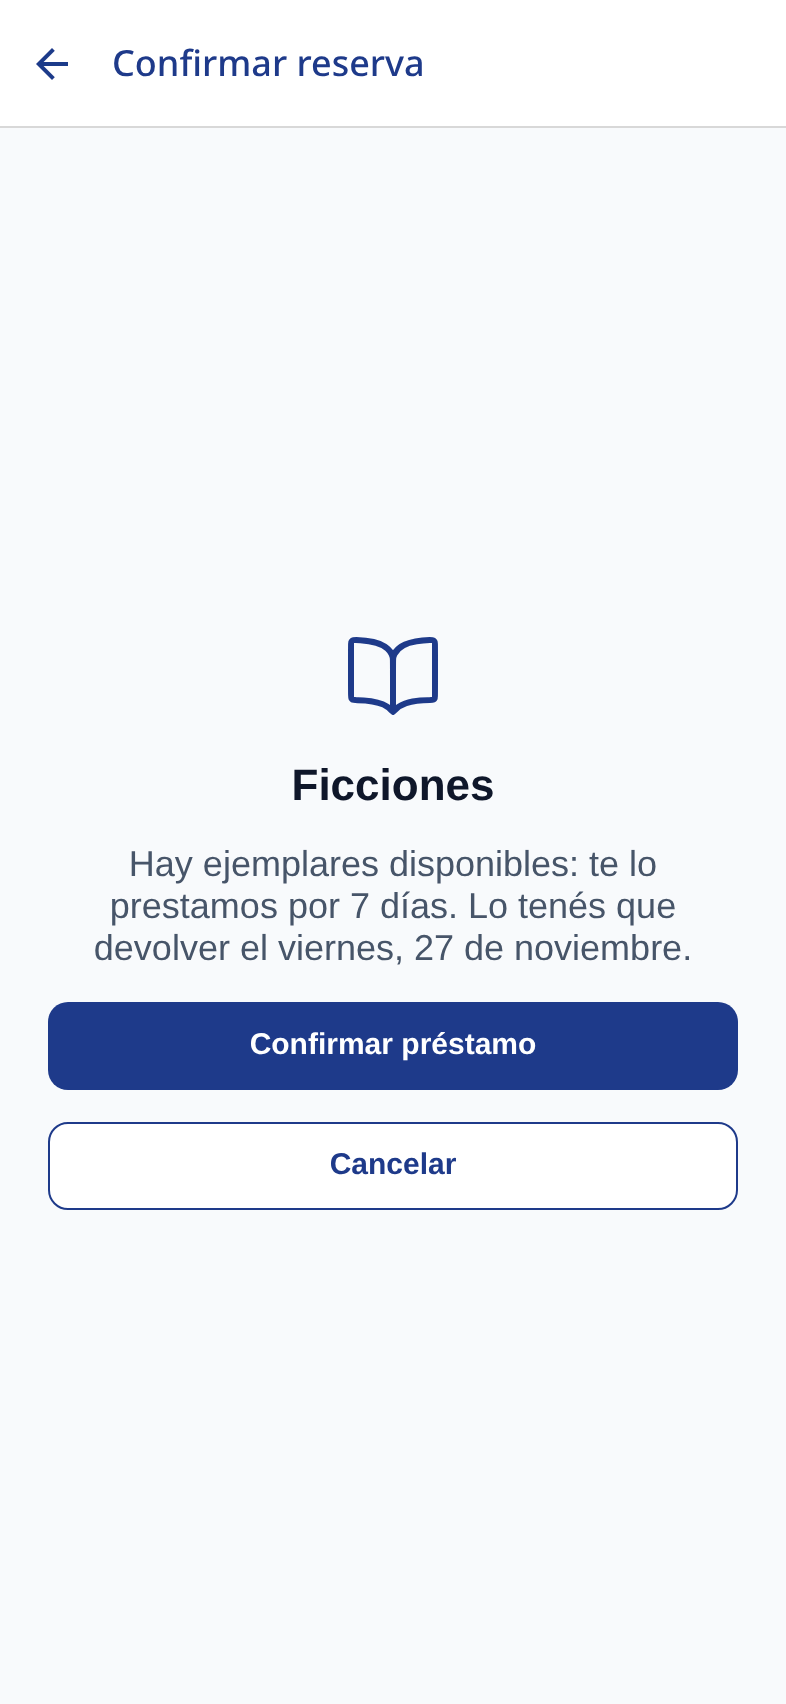 Confirmar reserva
Ficciones
Hay ejemplares disponibles: te lo
prestamos por 7 días. Lo tenés que
devolver el viernes, 27 de noviembre.
Confirmar préstamo
Cancelar